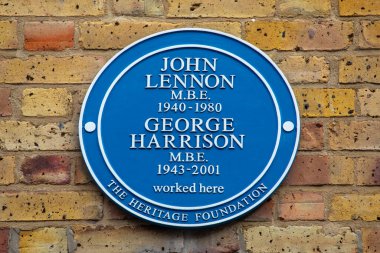 JOHN
LENNON
M.B.E.
1940-1980
GEORGE
HARRISON
M.B.E.
1943-2001
worked here
THE HERITAGE FOUNDATION